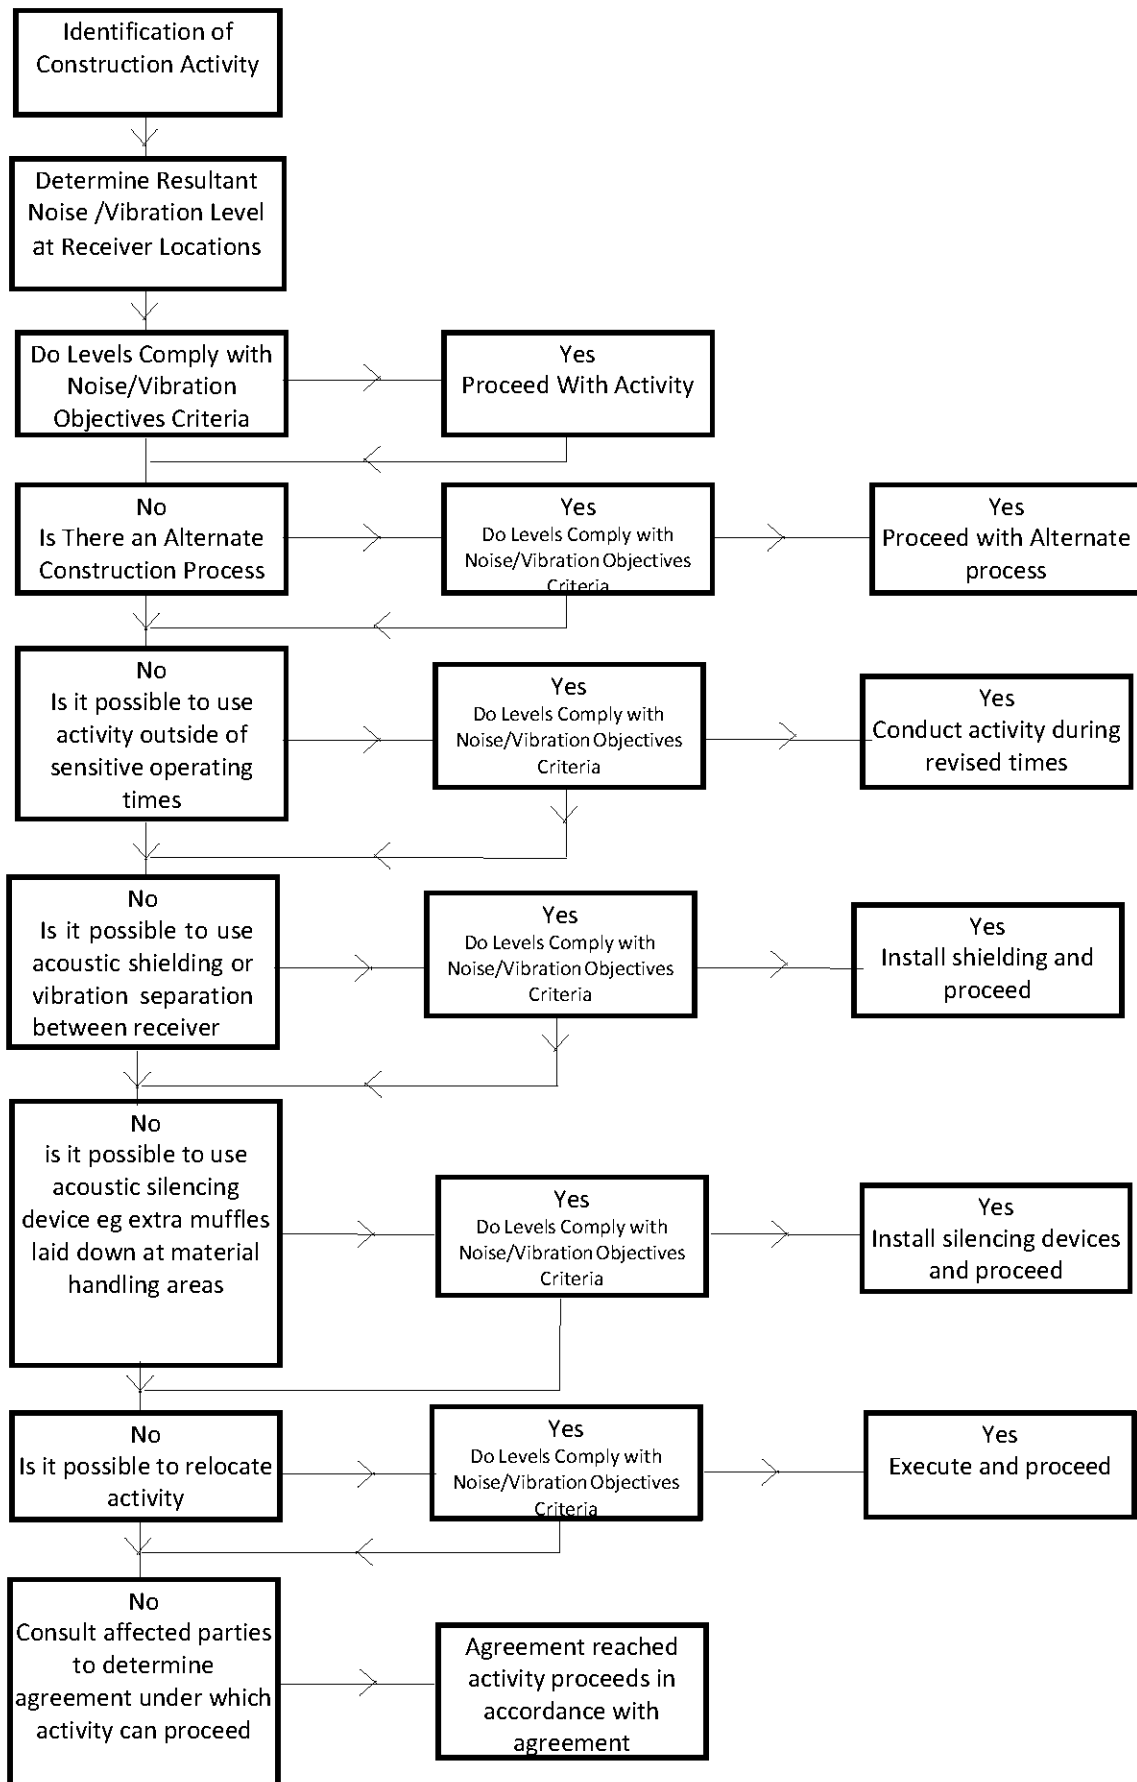 Identification of
Construction Activity
Determine Resultant
Noise /Vibration Level
at Receiver Locations
Do Levels Comply with
Noise/Vibration
Objectives Criteria
Yes
Proceed With Activity
No
Is There an Alternate
Construction Process
Yes
Do Levels Comply with
Noise/Vibration Objectives
Criteria
Yes
Proceed with Alternate
process
No
Is it possible to use
activity outside of
sensitive operating
times
Yes
Do Levels Comply with
Noise/Vibration Objectives
Criteria
Yes
Conduct activity during
revised times
No
Is it possible to use
acoustic shielding or
vibration separation
between receiver
Yes
Do Levels Comply with
Noise/Vibration Objectives
Criteria
Yes
Install shielding and
proceed
No
is it possible to use
acoustic silencing
device eg extra muffles
laid down at material
handling areas
Yes
Do Levels Comply with
Noise/Vibration Objectives
Criteria
Yes
Install silencing devices
and proceed
No
Is it possible to relocate
activity
Yes
Do Levels Comply with
Noise/Vibration Objectives
Criteria
Yes
Execute and proceed
No
Consult affected parties
to determine
agreement under which
activity can proceed
Agreement reached
activity proceeds in
accordance with
agreement